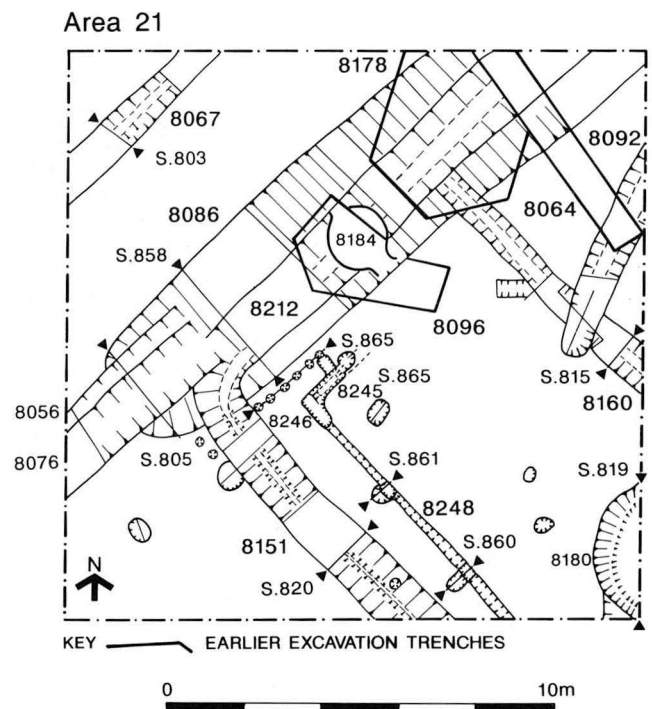 Area 21
8178
8067
8092
S.803
8086
8064
8184
S.858
8212
8096
S.865
8245
S.865
S.815
8056
8246
8160
8076
S.805
S.861
S.819
8248
8151
S.860
8180
S.820
N
KEY EARLIER EXCAVATION TRENCHES
0 10m